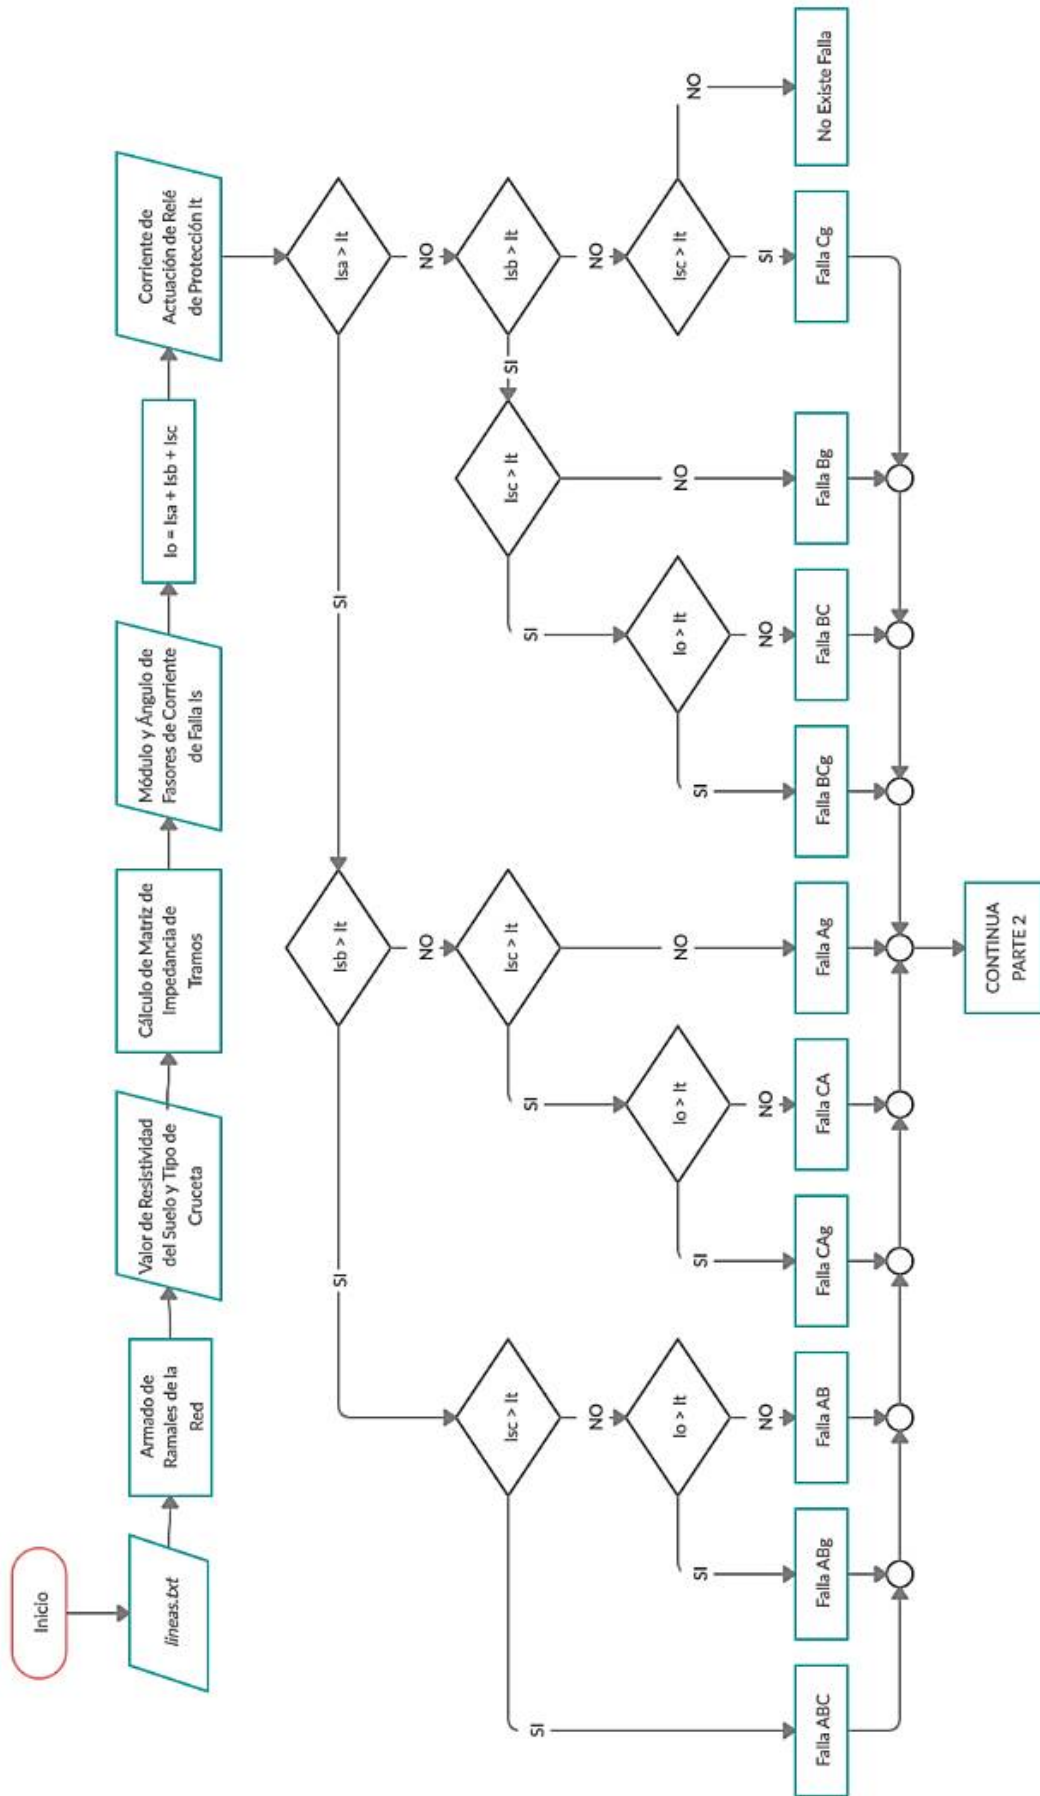 Inicio
lineas.txt
Armado de
Ramales de la
Red
Valor de Resistividad
del Suelo y Tipo de
Cruceta
Cálculo de Matriz de
Impedancia de
Tramos
Módulo y Ángulo de
Fasores de Corriente
de Falla Is
Io = Isa + Isb + Isc
Corriente de
Actuación de Relé
de Protección It
Isa > It
SI
NO
Isb > It
SI
NO
Isb > It
SI
NO
Isc > It
SI
NO
Isc > It
SI
NO
Isc > It
SI
NO
Isc > It
SI
NO
Io > It
SI
NO
Io > It
SI
NO
Io > It
SI
NO
Falla ABC
Falla ABg
Falla AB
Falla CAg
Falla CA
Falla Ag
Falla BCg
Falla BC
Falla Bg
Falla Cg
No Existe Falla
CONTINUA
PARTE 2